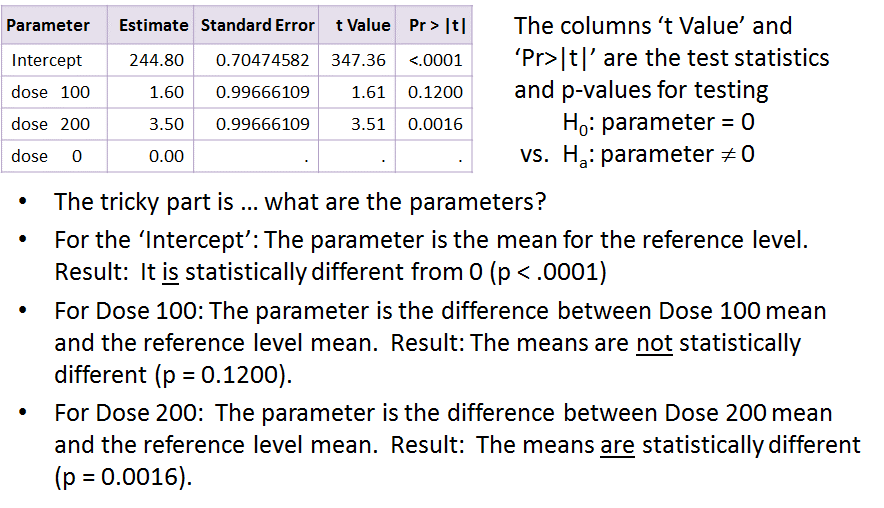 Parameter Estimate Standard Error t Value Pr > |t|
Intercept 244.80 0.70474582 347.36 <.0001
dose 100 1.60 0.99666109 1.61 0.1200
dose 200 3.50 0.99666109 3.51 0.0016
dose 0 0.00 . . .
The columns ‘t Value’ and
‘Pr>|t|’ are the test statistics
and p-values for testing
H₀: parameter = 0
vs. Hₐ: parameter ≠ 0
• The tricky part is ... what are the parameters?
• For the ‘Intercept’: The parameter is the mean for the reference level.
Result: It is statistically different from 0 (p < .0001)
• For Dose 100: The parameter is the difference between Dose 100 mean
and the reference level mean. Result: The means are not statistically
different (p = 0.1200).
• For Dose 200: The parameter is the difference between Dose 200 mean
and the reference level mean. Result: The means are statistically different
(p = 0.0016).